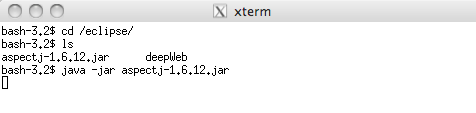 xterm
bash-3.2$ cd /eclipse/
bash-3.2$ ls
aspectj-1.6.12.jar deepWeb
bash-3.2$ java -jar aspectj-1.6.12.jar